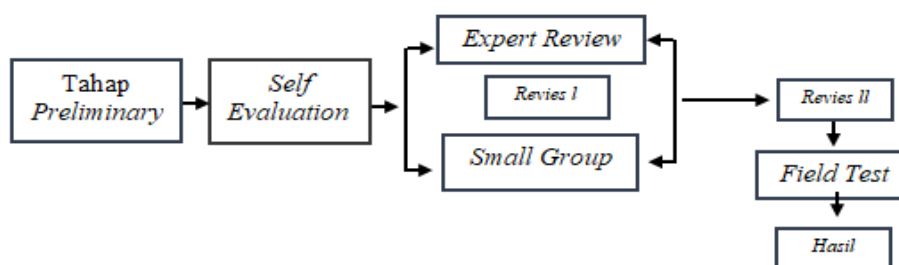 Tahap
Preliminary
Self
Evaluation
Expert Review
Revies I
Small Group
Revies II
Field Test
Hasil